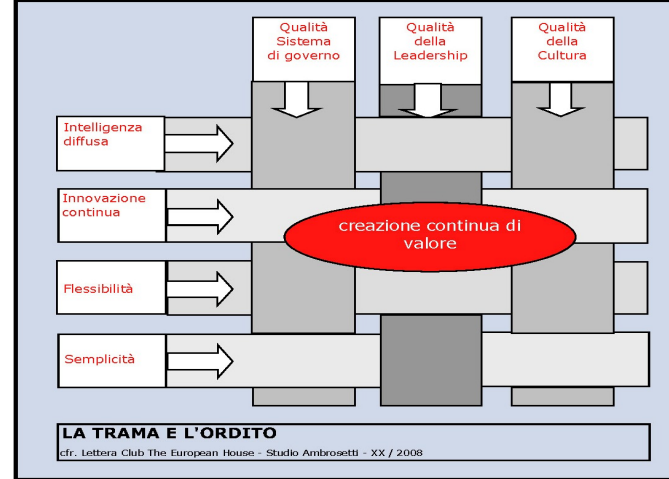 Qualità
Sistema
di governo
Qualità
della
Leadership
Qualità
della
Cultura
Intelligenza
diffusa
Innovazione
continua
creazione continua di
valore
Flessibilità
Semplicità
LA TRAMA E L'ORDITO
cfr. Lettera Club The European House - Studio Ambrosetti - XX / 2008